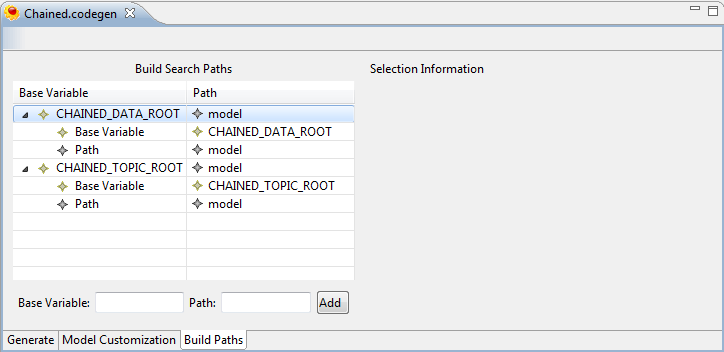 Chained.codegen
Build Search Paths Selection Information
Base Variable Path
CHAINED_DATA_ROOT model
Base Variable CHAINED_DATA_ROOT
Path model
CHAINED_TOPIC_ROOT model
Base Variable CHAINED_TOPIC_ROOT
Path model
Base Variable: Path: Add
Generate Model Customization Build Paths